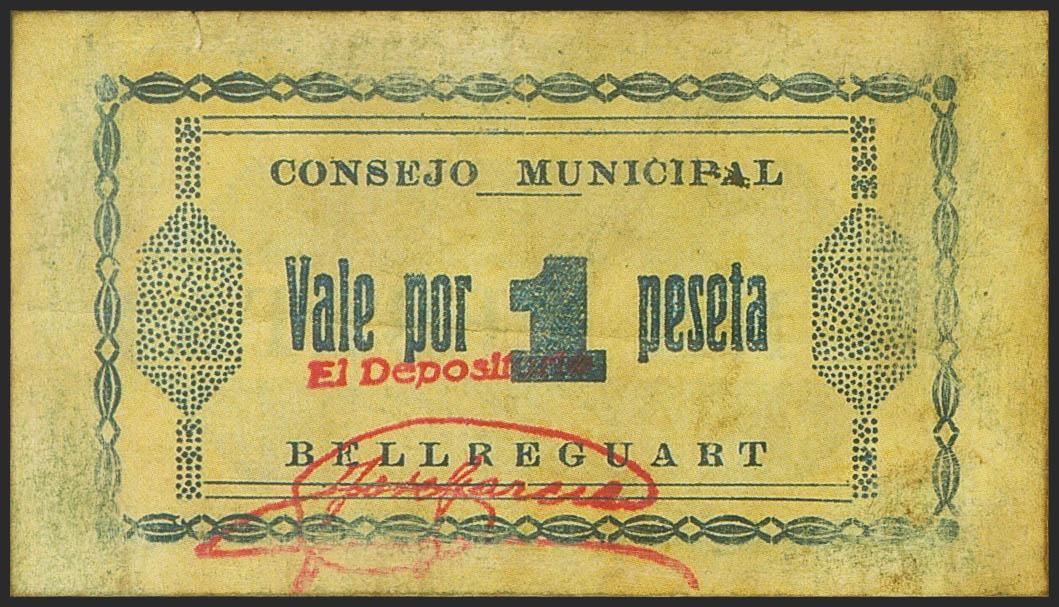 CONSEJO MUNICIPAL
Vale por 1 peseta
El Depositario
BELLREGUART